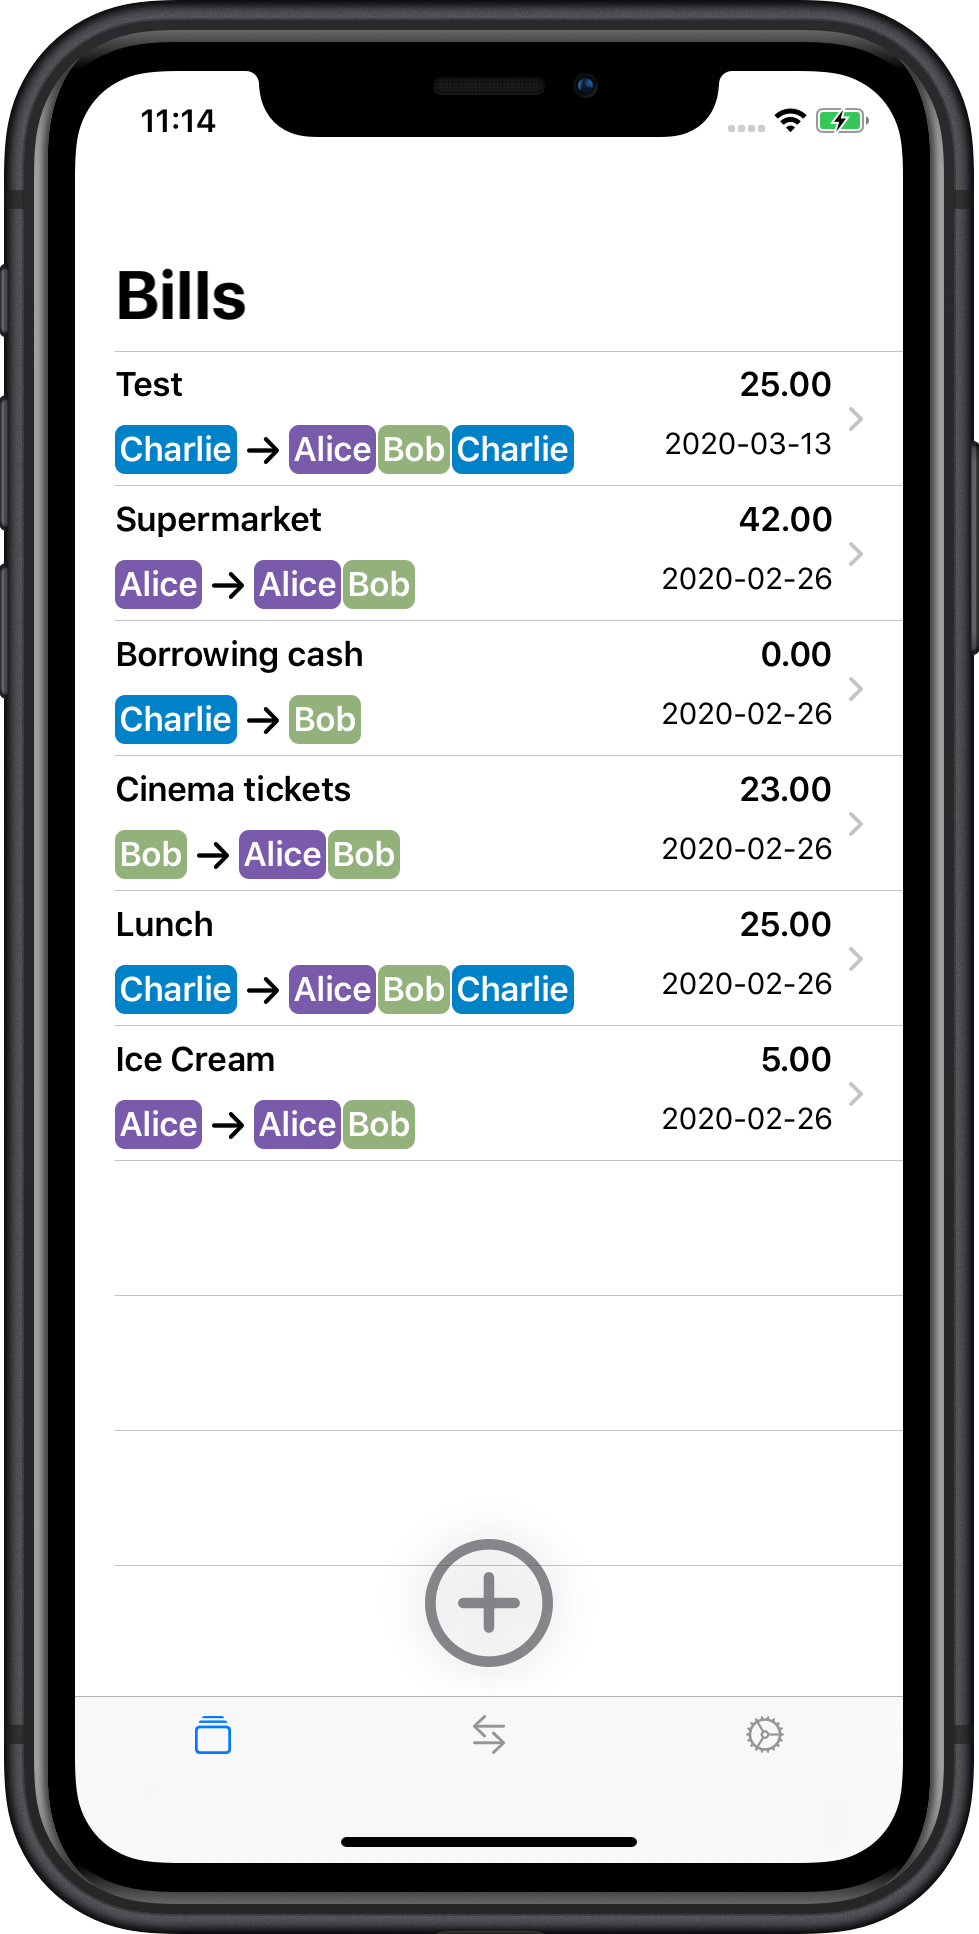 11:14
Bills
Test 25.00
Charlie → Alice Bob Charlie 2020-03-13
Supermarket 42.00
Alice → Alice Bob 2020-02-26
Borrowing cash 0.00
Charlie → Bob 2020-02-26
Cinema tickets 23.00
Bob → Alice Bob 2020-02-26
Lunch 25.00
Charlie → Alice Bob Charlie 2020-02-26
Ice Cream 5.00
Alice → Alice Bob 2020-02-26